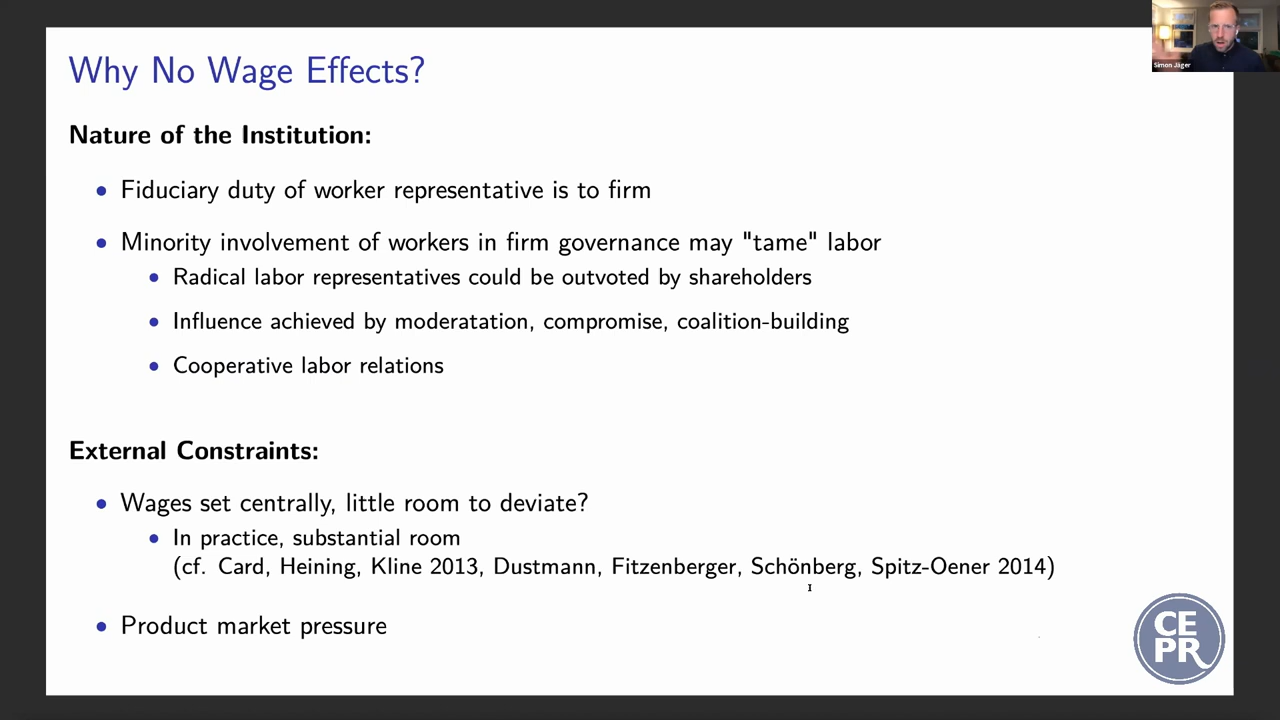 Why No Wage Effects?
Simon Jäger
Nature of the Institution:
• Fiduciary duty of worker representative is to firm
• Minority involvement of workers in firm governance may "tame" labor
• Radical labor representatives could be outvoted by shareholders
• Influence achieved by moderatation, compromise, coalition-building
• Cooperative labor relations
External Constraints:
• Wages set centrally, little room to deviate?
• In practice, substantial room
(cf. Card, Heining, Kline 2013, Dustmann, Fitzenberger, Schönberg, Spitz-Oener 2014)
• Product market pressure
CE
PR